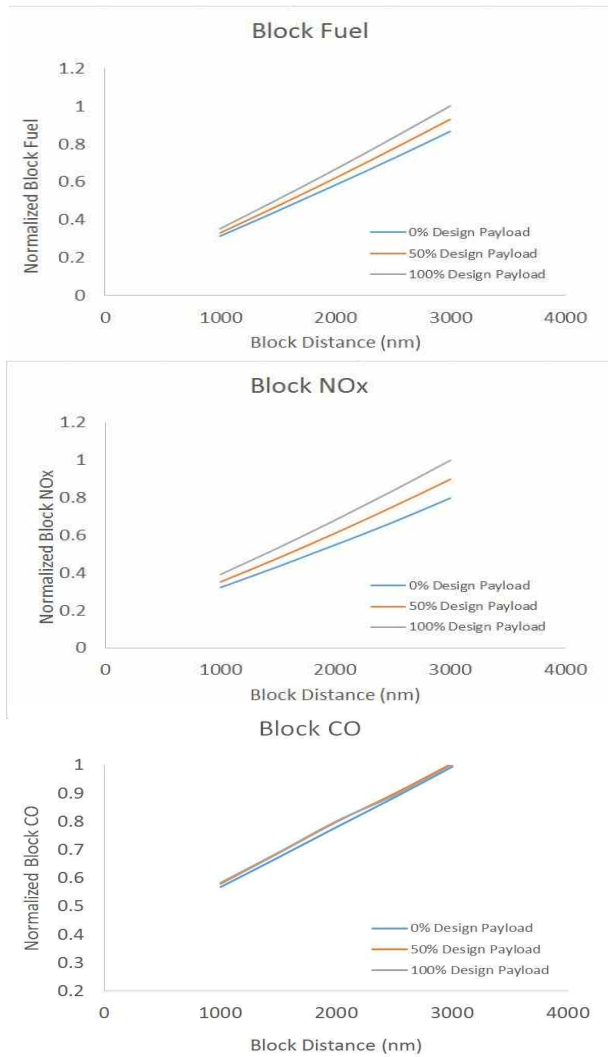 Block Fuel
Normalized Block Fuel
1.2
1
0.8
0.6
0.4
0.2
0
0% Design Payload
50% Design Payload
100% Design Payload
0 1000 2000 3000 4000
Block Distance (nm)
Block NOx
Normalized Block NOx
1.2
1
0.8
0.6
0.4
0.2
0
0% Design Payload
50% Design Payload
100% Design Payload
0 1000 2000 3000 4000
Block Distance (nm)
Block CO
Normalized Block CO
1
0.9
0.8
0.7
0.6
0.5
0.4
0.3
0.2
0% Design Payload
50% Design Payload
100% Design Payload
0 1000 2000 3000 4000
Block Distance (nm)